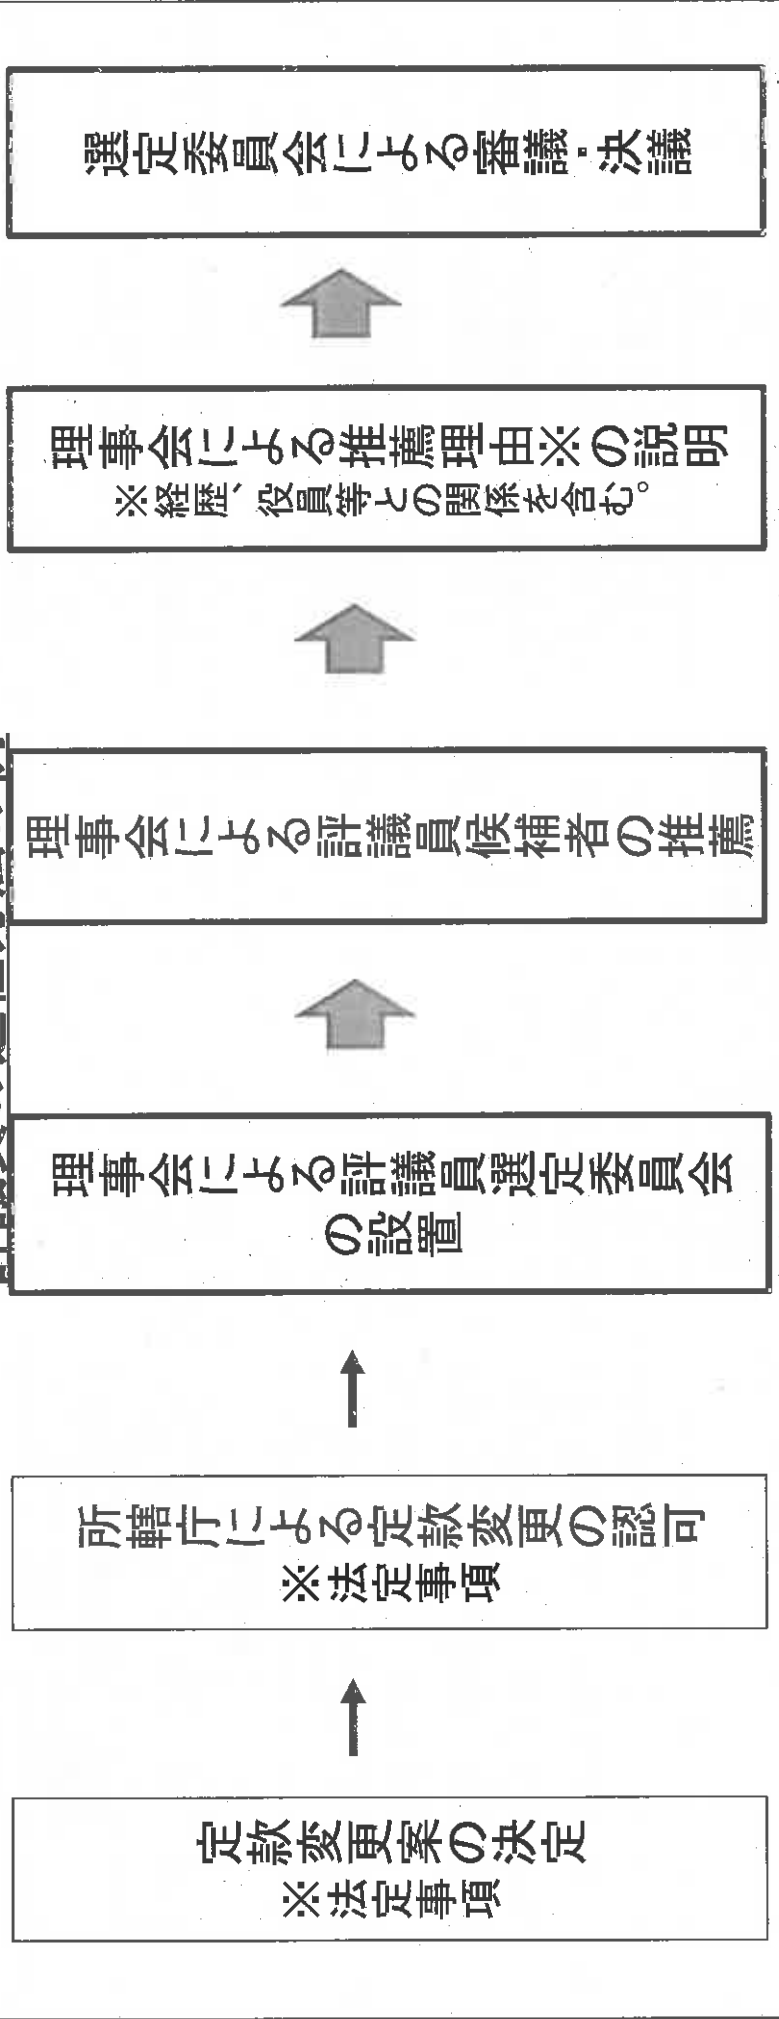 選定委員会による審議・決議
理事会による推薦理由※の説明
※経歴、役員等との関係を含む。
理事会による評議員候補者の推薦
理事会による評議員選定委員会
の設置
所轄庁による定款変更の認可
※法定事項
定款変更案の決定
※法定事項